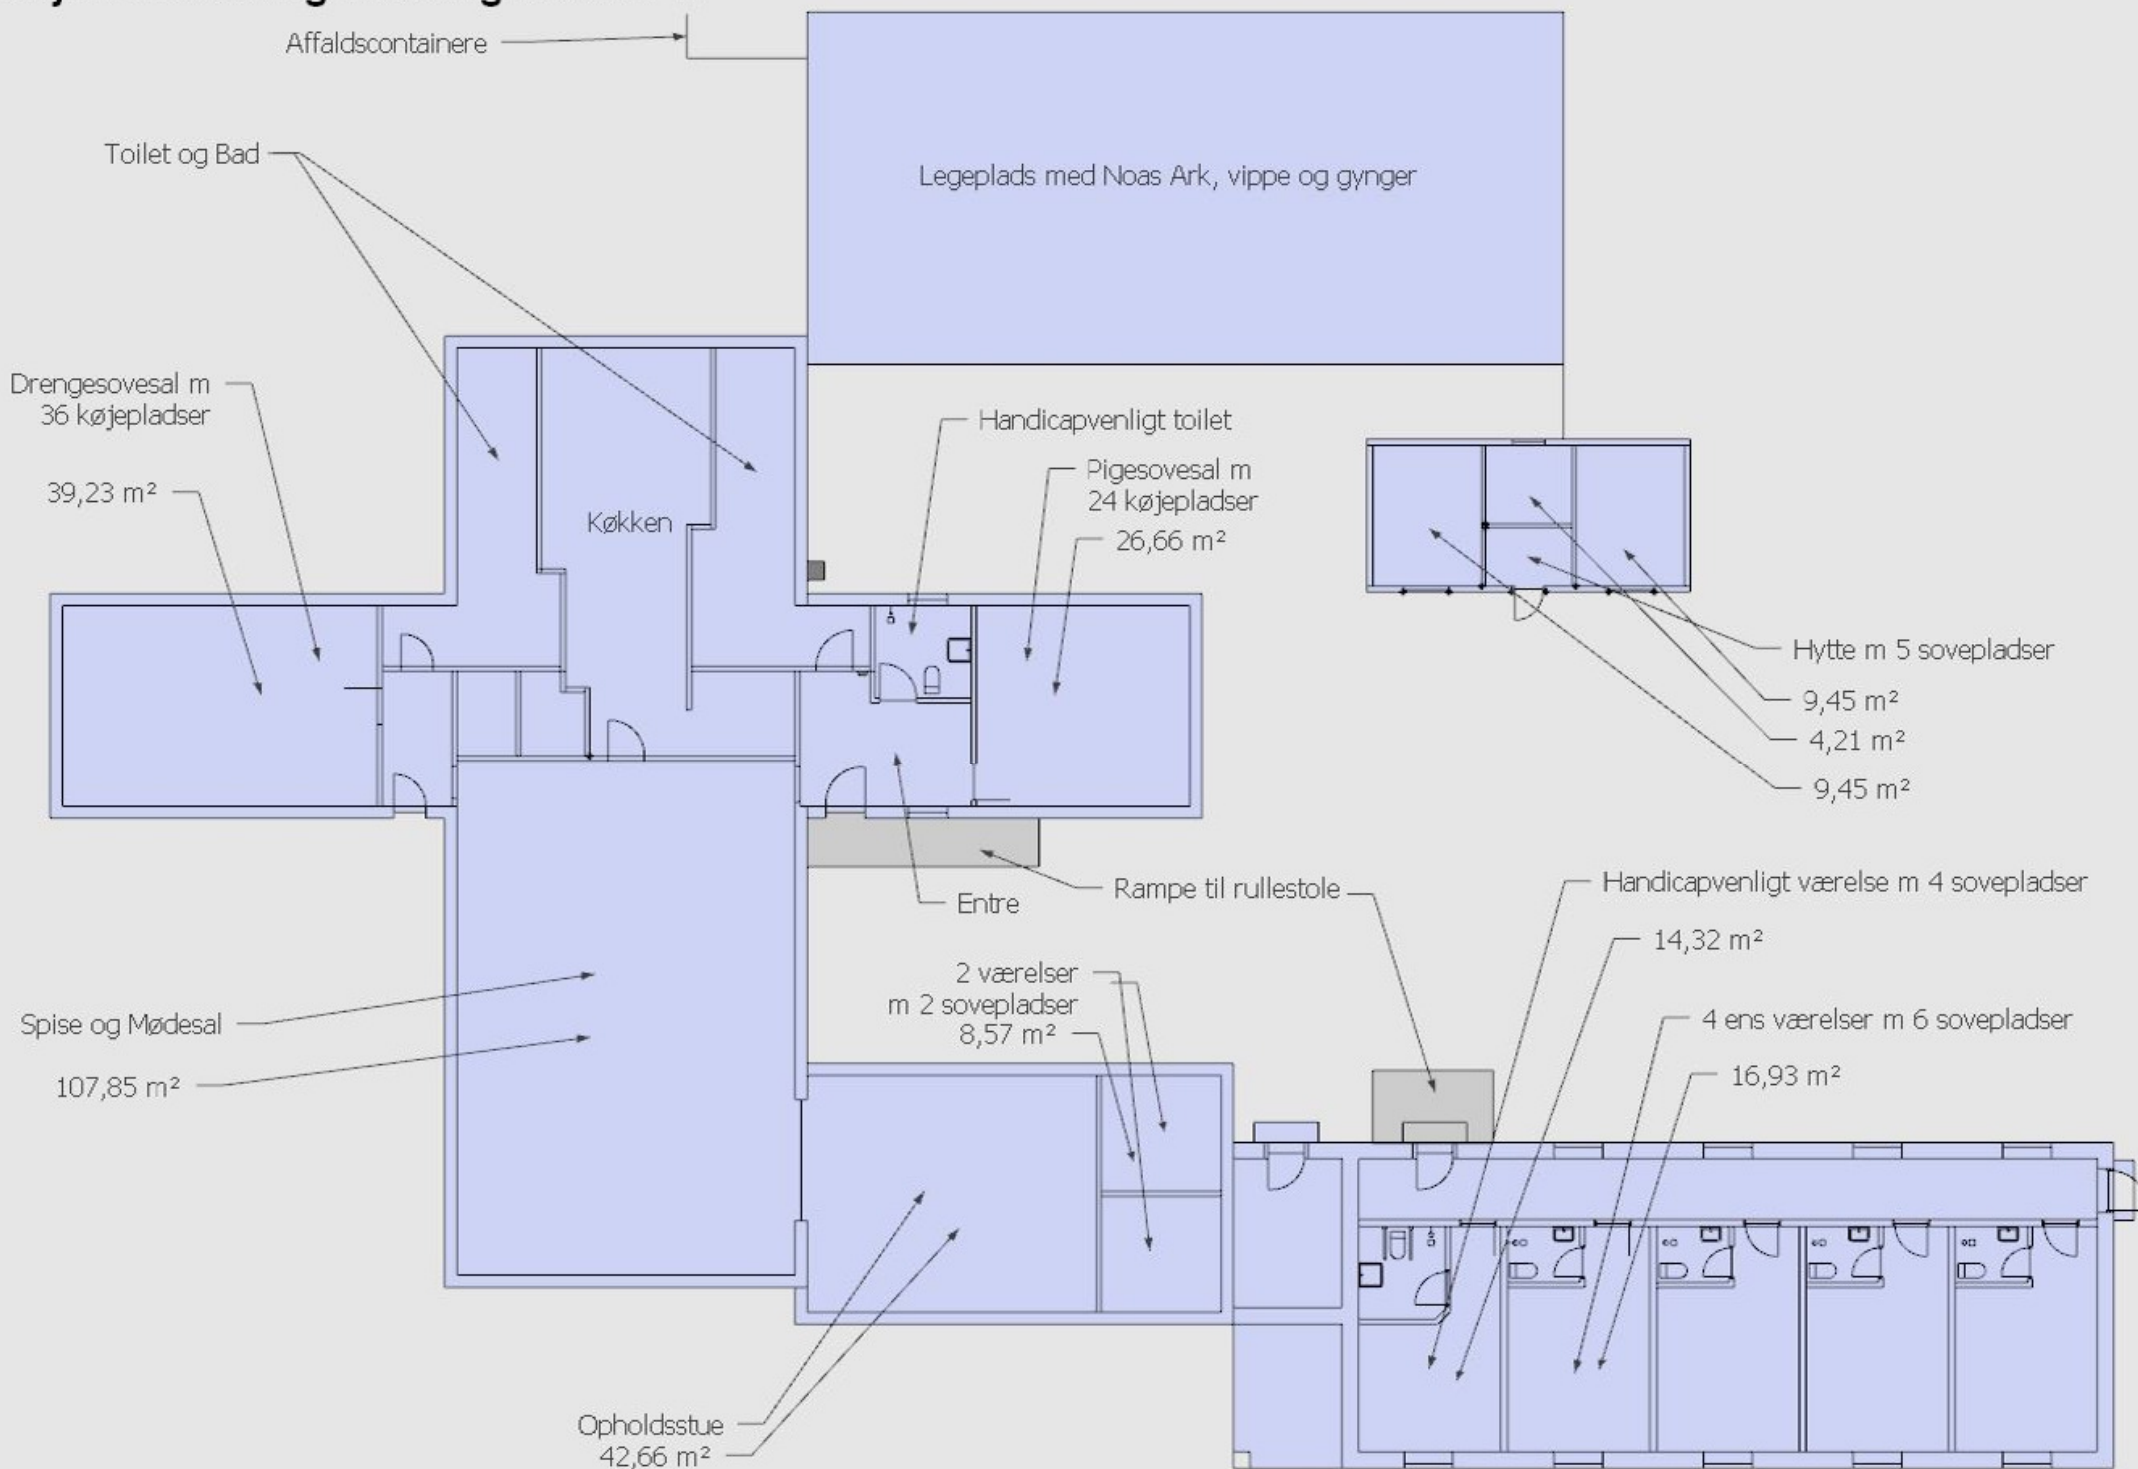 Affaldscontainere
Toilet og Bad
Legeplads med Noas Ark, vippe og gynger
Drengesovesal m
36 køjepladser
39,23 m²
Køkken
Handicapvenligt toilet
Pigesovesal m
24 køjepladser
26,66 m²
Hytte m 5 sovepladser
9,45 m²
4,21 m²
9,45 m²
Entre
Rampe til rullestole
Handicapvenligt værelse m 4 sovepladser
14,32 m²
2 værelser
m 2 sovepladser
8,57 m²
4 ens værelser m 6 sovepladser
16,93 m²
Spise og Mødesal
107,85 m²
Opholdsstue
42,66 m²